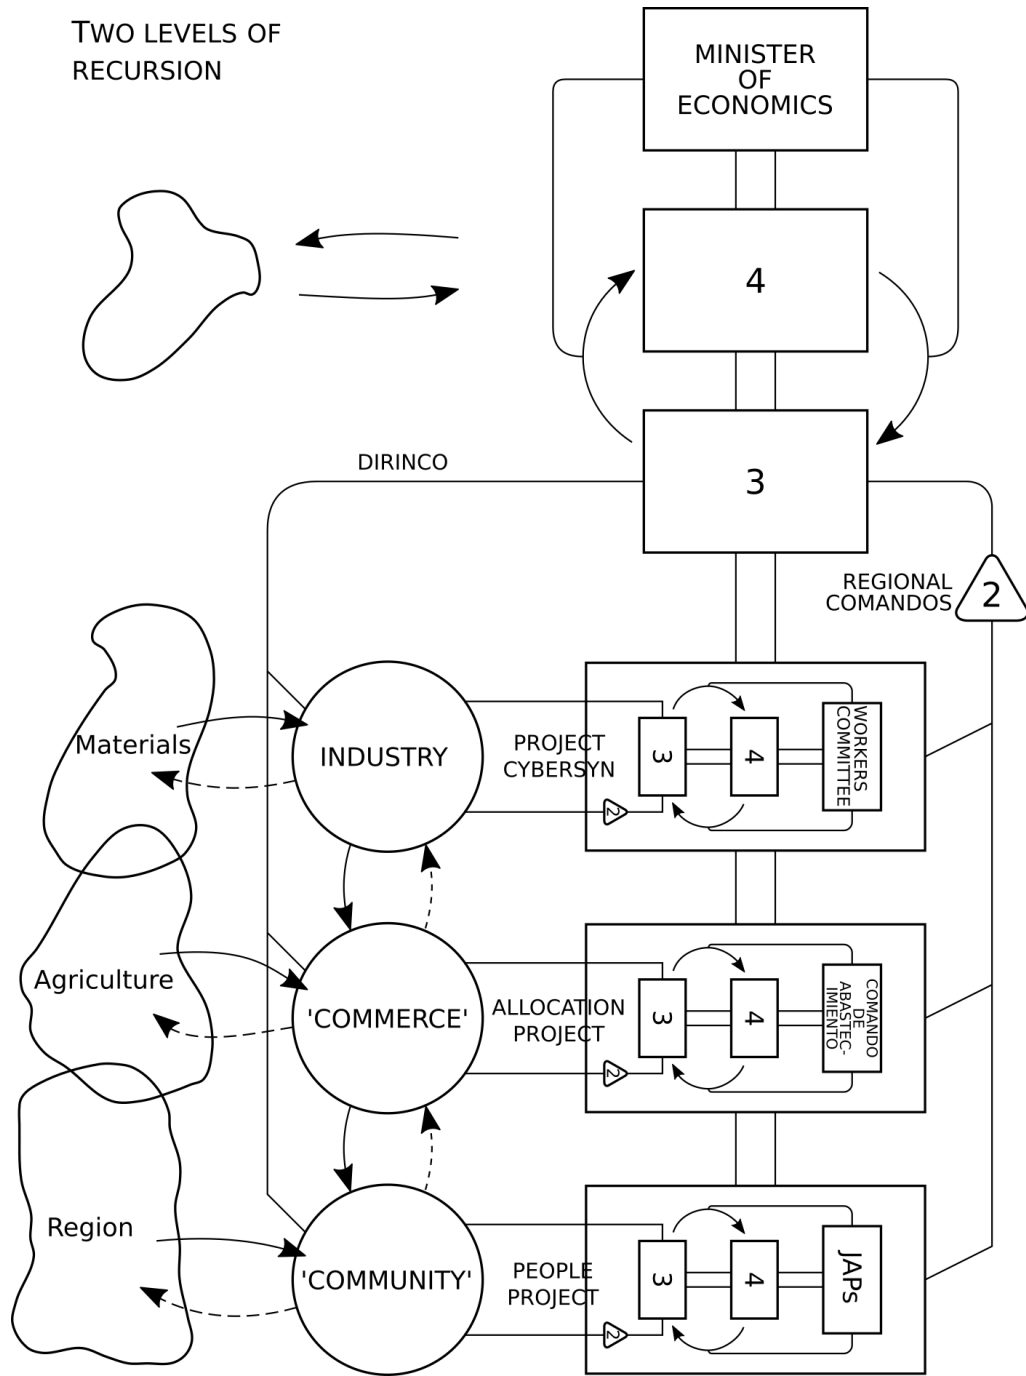 TWO LEVELS OF
RECURSION
MINISTER
OF
ECONOMICS
4
3
DIRINCO
REGIONAL
COMANDOS
2
Materials
INDUSTRY
PROJECT
CYBERSYN
2
3
4
WORKERS
COMMITTEE
Agriculture
'COMMERCE'
ALLOCATION
PROJECT
2
3
4
COMANDO
DE
ABASTEC-
IMIENTO
Region
'COMMUNITY'
PEOPLE
PROJECT
2
3
4
JAPs